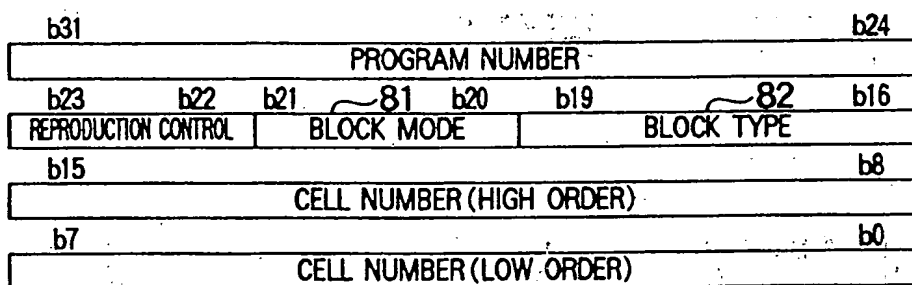 b31 b24
PROGRAM NUMBER
b23 b22 b21 81 b20 b19 82 b16
REPRODUCTION CONTROL BLOCK MODE BLOCK TYPE
b15 b8
CELL NUMBER (HIGH ORDER)
b7 b0
CELL NUMBER (LOW ORDER)